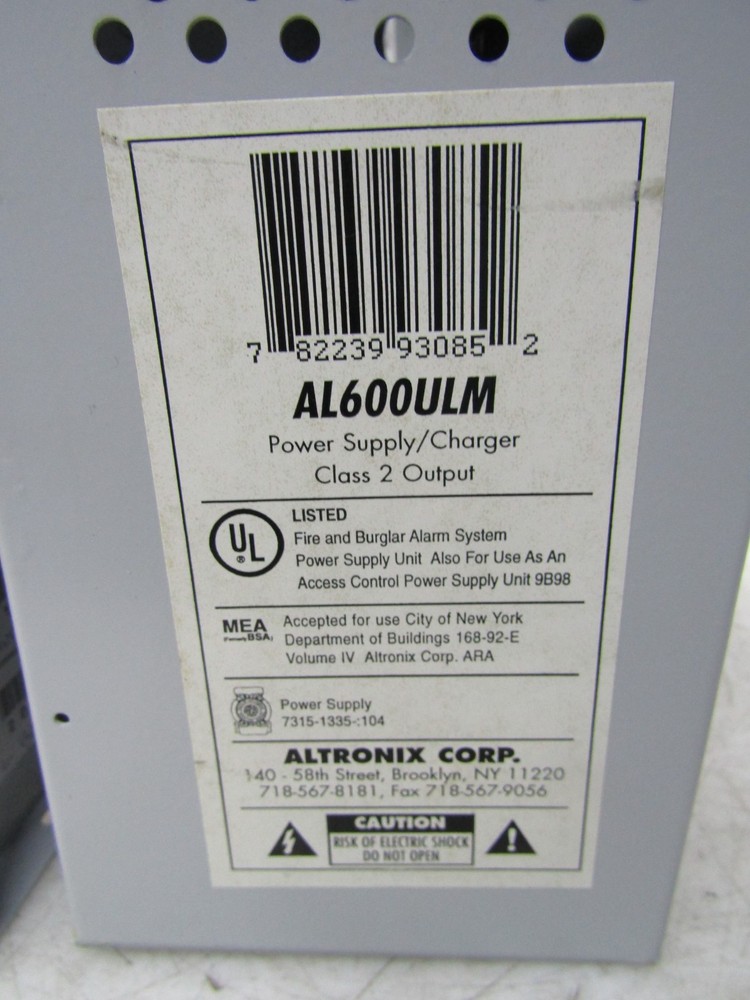 7 82239 93085 2
AL600ULM
Power Supply/Charger
Class 2 Output
UL
®
LISTED
Fire and Burglar Alarm System
Power Supply Unit Also For Use As An
Access Control Power Supply Unit 9B98
MEA
(Formerly BSA)
Accepted for use City of New York
Department of Buildings 168-92-E
Volume IV Altronix Corp. ARA
Power Supply
7315-1335-:104
ALTRONIX CORP.
140 - 58th Street, Brooklyn, NY 11220
718-567-8181, Fax 718-567-9056
CAUTION
RISK OF ELECTRIC SHOCK
DO NOT OPEN